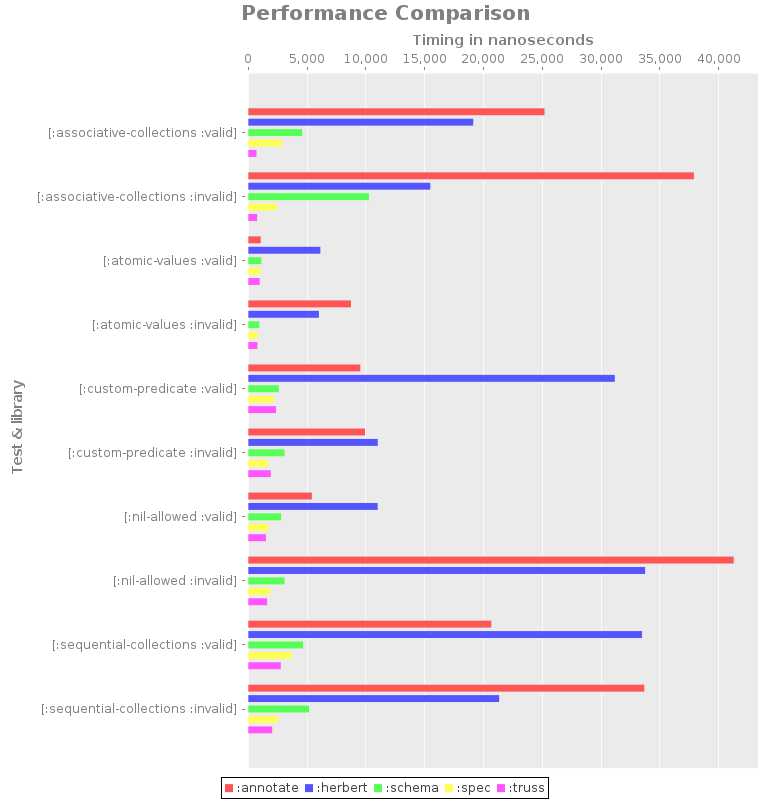 Performance Comparison
Timing in nanoseconds
0 5,000 10,000 15,000 20,000 25,000 30,000 35,000 40,000
Test & library
[:associative-collections :valid]
[:associative-collections :invalid]
[:atomic-values :valid]
[:atomic-values :invalid]
[:custom-predicate :valid]
[:custom-predicate :invalid]
[:nil-allowed :valid]
[:nil-allowed :invalid]
[:sequential-collections :valid]
[:sequential-collections :invalid]
:annotate :herbert :schema :spec :truss